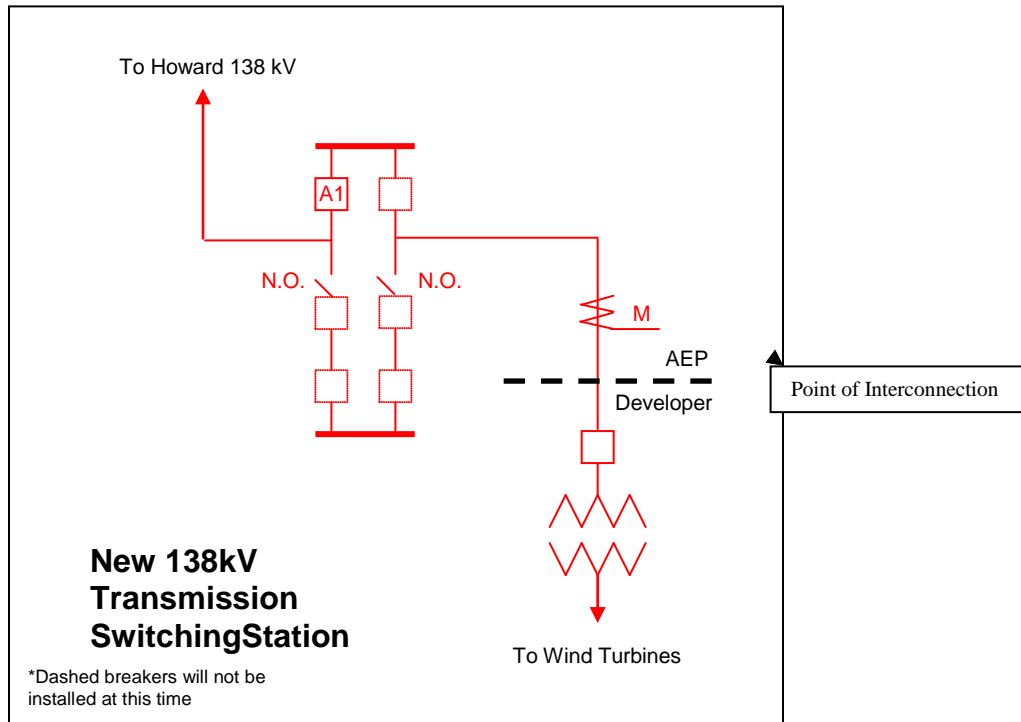 To Howard 138 kV
A1
N.O.
N.O.
M
AEP
Point of Interconnection
Developer
New 138kV
Transmission
SwitchingStation
To Wind Turbines
*Dashed breakers will not be
installed at this time